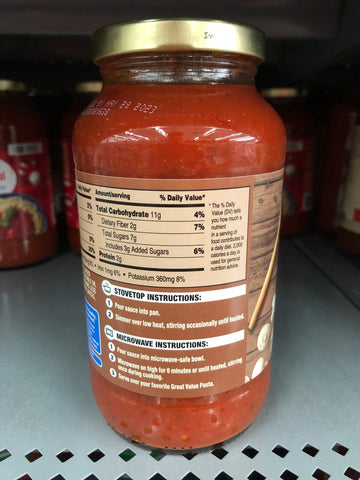 % Daily Value*
Amount/serving % Daily Value*
Total Carbohydrate 11g 4%
Dietary Fiber 2g 7%
Total Sugars 7g
Includes 3g Added Sugars 6%
Protein 2g
Iron 1mg 6% • Potassium 360mg 8%
* The % Daily
Value (DV) tells
you how much a
nutrient
in a serving of
food contributes to
a daily diet. 2,000
calories a day is
used for general
nutrition advice.
STOVETOP INSTRUCTIONS:
1 Pour sauce into pan.
2 Simmer over low heat, stirring occasionally until heated.
MICROWAVE INSTRUCTIONS:
1 Pour sauce into microwave-safe bowl.
2 Microwave on high for 6 minutes or until heated, stirring
once during cooking.
3 Serve over your favorite Great Value Pasta.